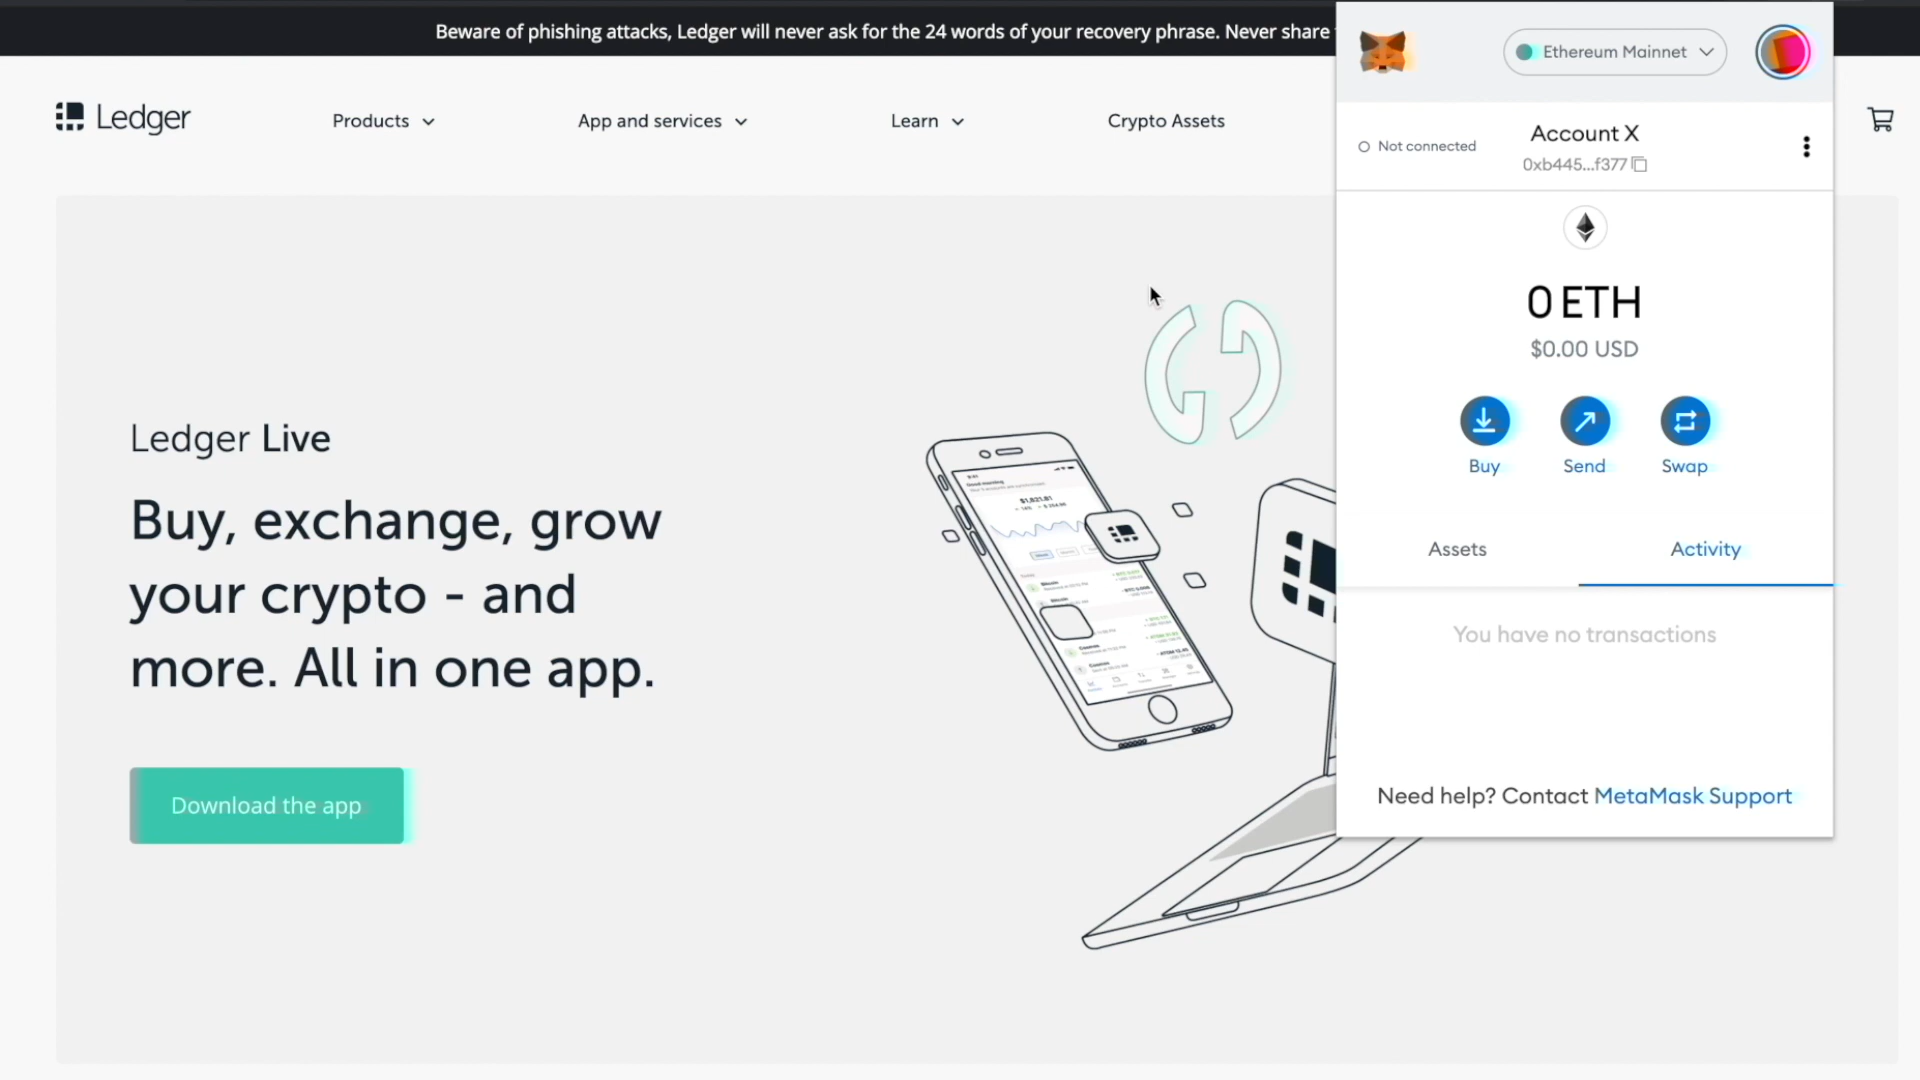 Beware of phishing attacks, Ledger will never ask for the 24 words of your recovery phrase. Never share
Ledger
Products
App and services
Learn
Crypto Assets
Ledger Live
Buy, exchange, grow
your crypto - and
more. All in one app.
Download the app
$1,821.81
Ethereum Mainnet
Not connected
Account X
0xb445...f377
0 ETH
$0.00 USD
Buy
Send
Swap
Assets
Activity
You have no transactions
Need help? Contact MetaMask Support